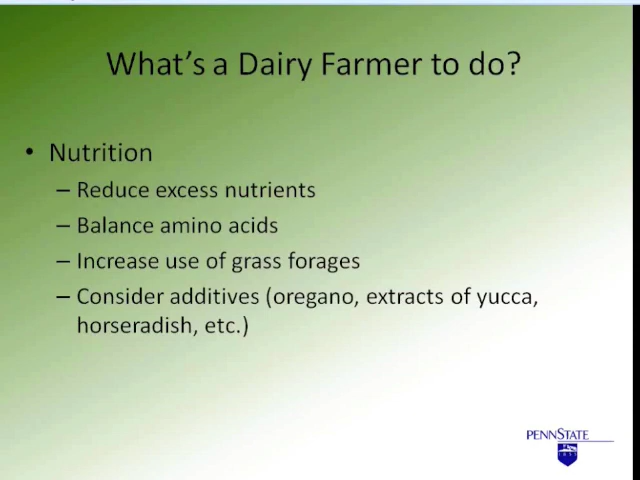 What's a Dairy Farmer to do?
• Nutrition
– Reduce excess nutrients
– Balance amino acids
– Increase use of grass forages
– Consider additives (oregano, extracts of yucca,
horseradish, etc.)
PENNSTATE